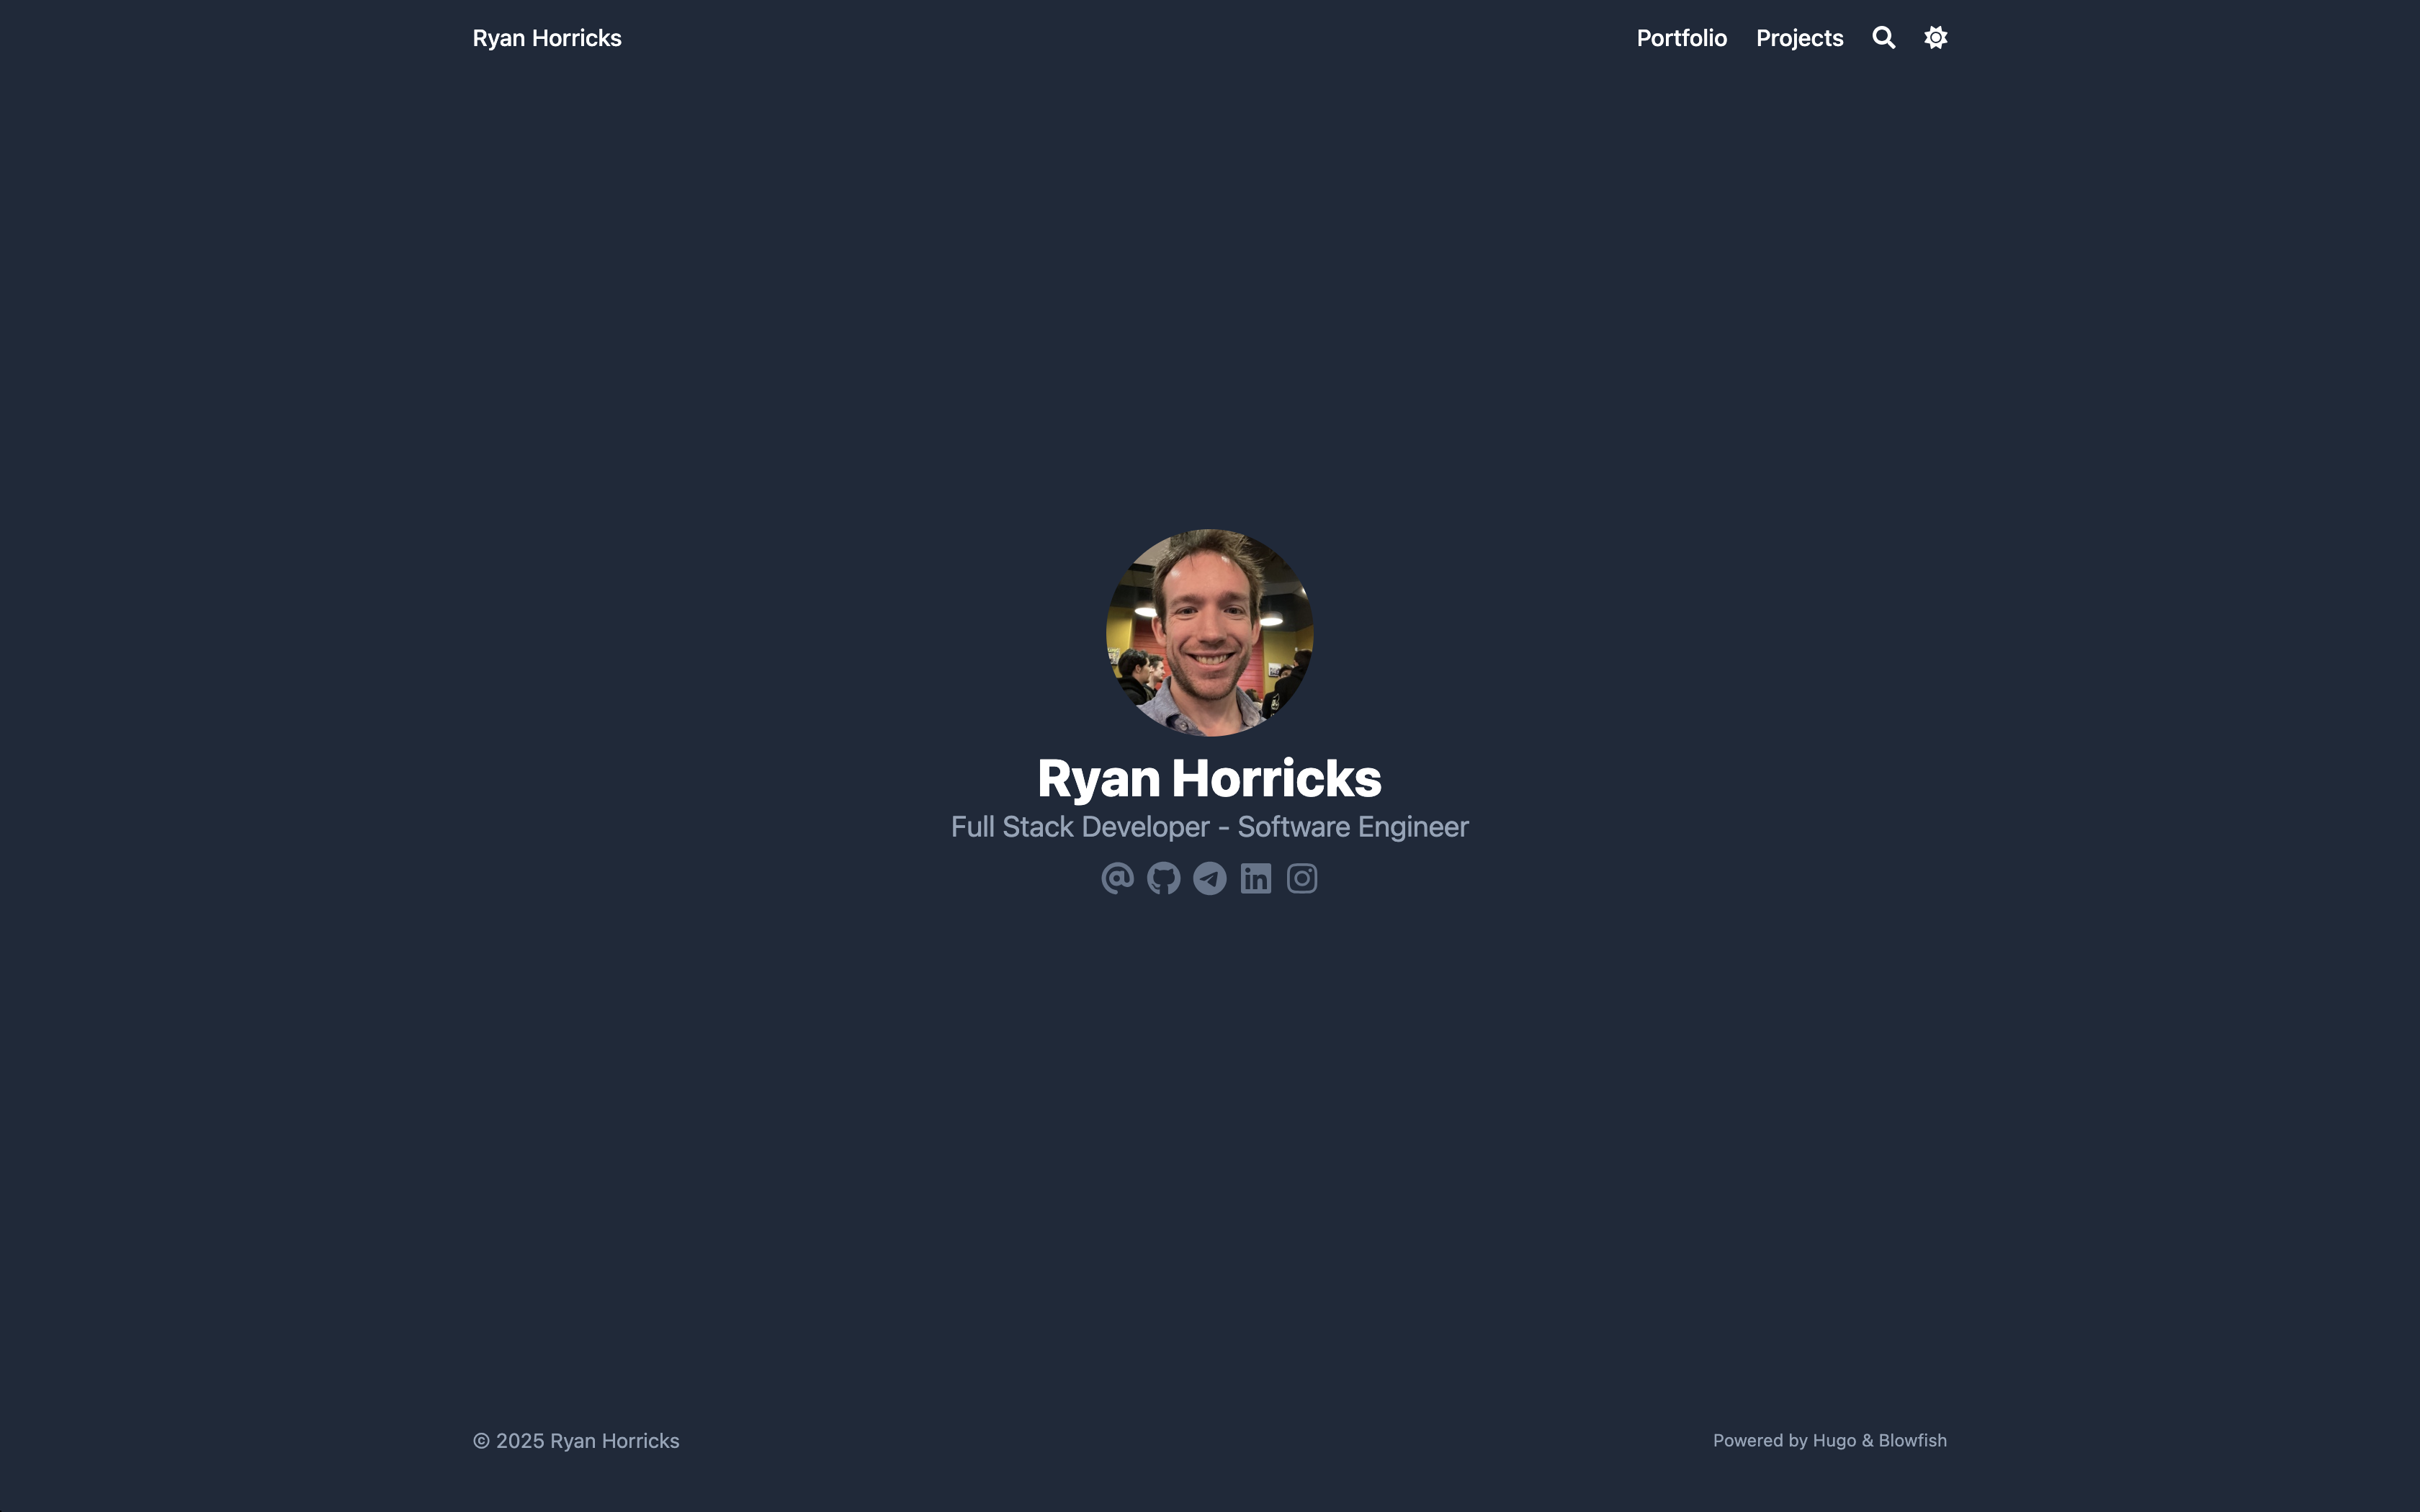 Ryan Horricks
Portfolio Projects
Ryan Horricks
Full Stack Developer - Software Engineer
© 2025 Ryan Horricks
Powered by Hugo & Blowfish